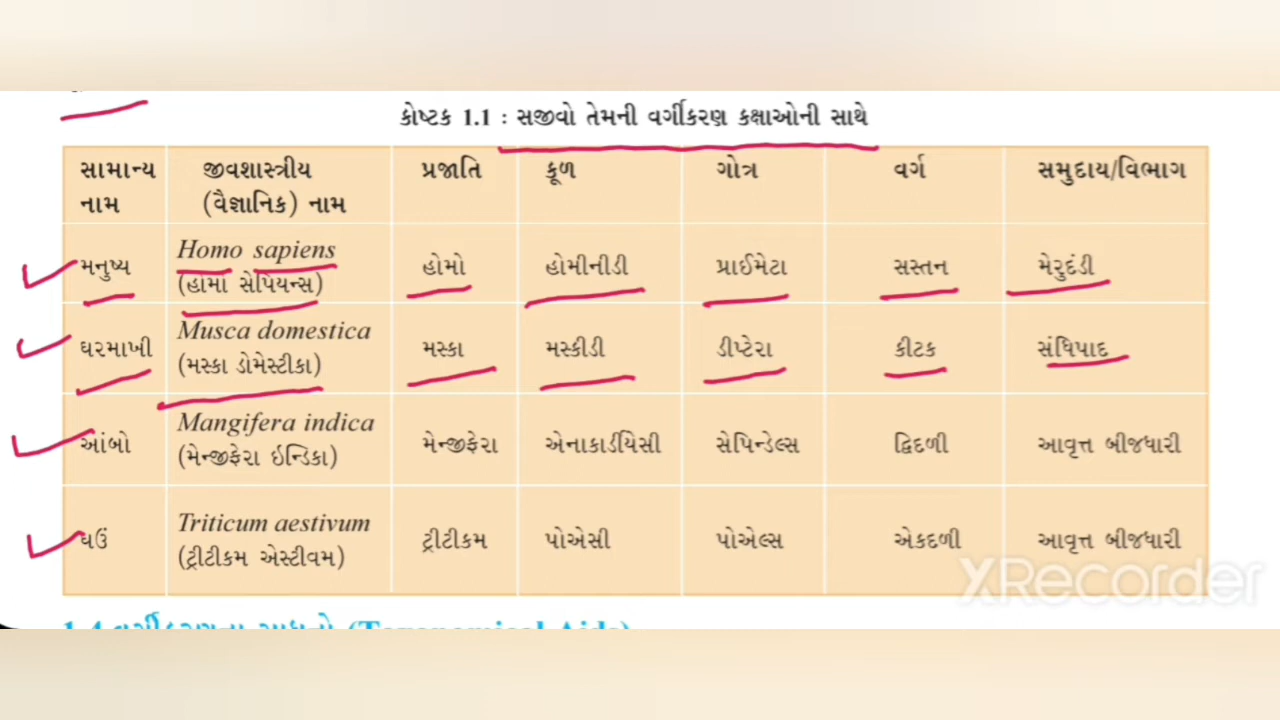 કોષ્ટક 1.1 : સજીવો તેમની વર્ગીકરણ કક્ષાઓની સાથે
સામાન્ય નામ જીવશાસ્ત્રીય (વૈજ્ઞાનિક) નામ પ્રજાતિ કૂળ ગોત્ર વર્ગ સમુદાય/વિભાગ
મનુષ્ય Homo sapiens (હોમો સેપિયન્સ) હોમો હોમીનીડી પ્રાઈમેટા સસ્તન મેરુદંડી
ઘરમાખી Musca domestica (મસ્કા ડોમેસ્ટીકા) મસ્કા મસ્કીડી ડીપ્ટેરા કીટક સંધિપાદ
આંબો Mangifera indica (મેન્જીફેરા ઇન્ડિકા) મેન્જીફેરા એનાકાર્ડીયેસી સેપિન્ડેલ્સ દ્વિદળી આવૃત્ત બીજધારી
ઘઉં Triticum aestivum (ટ્રીટીકમ એસ્ટીવમ) ટ્રીટીકમ પોએસી પોએલ્સ એકદળી આવૃત્ત બીજધારી
XRecorder
1.4 વર્ગીકરણના સાધનો (Taxonomical Aids)